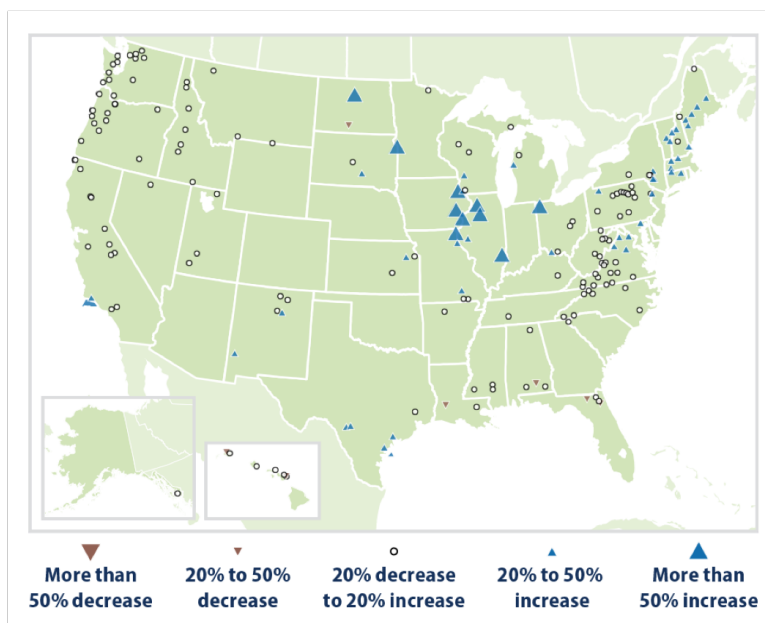 More than
50% decrease
20% to 50%
decrease
20% decrease
to 20% increase
20% to 50%
increase
More than
50% increase